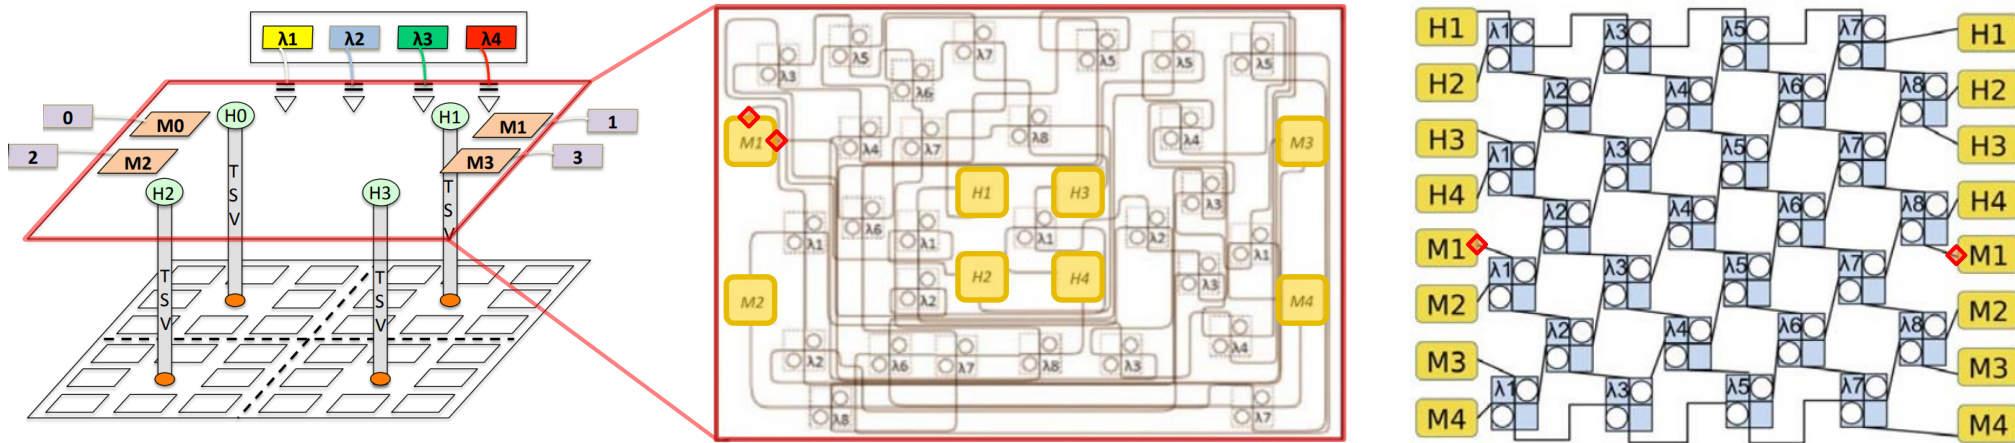 λ1 λ2 λ3 λ4
0 M0 H0 H1 M1 1
2 M2 M3 3
H2 H3
TSV
TSV
TSV
TSV
λ3 λ5 λ7 λ5 λ5 λ5
λ6
M1 λ4 λ7 λ8 λ4 M3
H1 H3 λ3
λ1 λ6 λ1 λ1 λ2 λ1
M2 λ2 H2 H4 λ3 M4
λ2 λ6 λ7 λ8 λ3 λ4
λ8 λ7
H1 λ1 λ3 λ5 λ7 H1
H2 λ2 λ4 λ6 λ8 H2
H3 λ1 λ3 λ5 λ7 H3
H4 λ2 λ4 λ6 λ8 H4
M1 λ1 λ3 λ5 λ7 M1
M2 λ2 λ4 λ6 λ8 M2
M3 λ1 λ3 λ5 λ7 M3
M4 M4